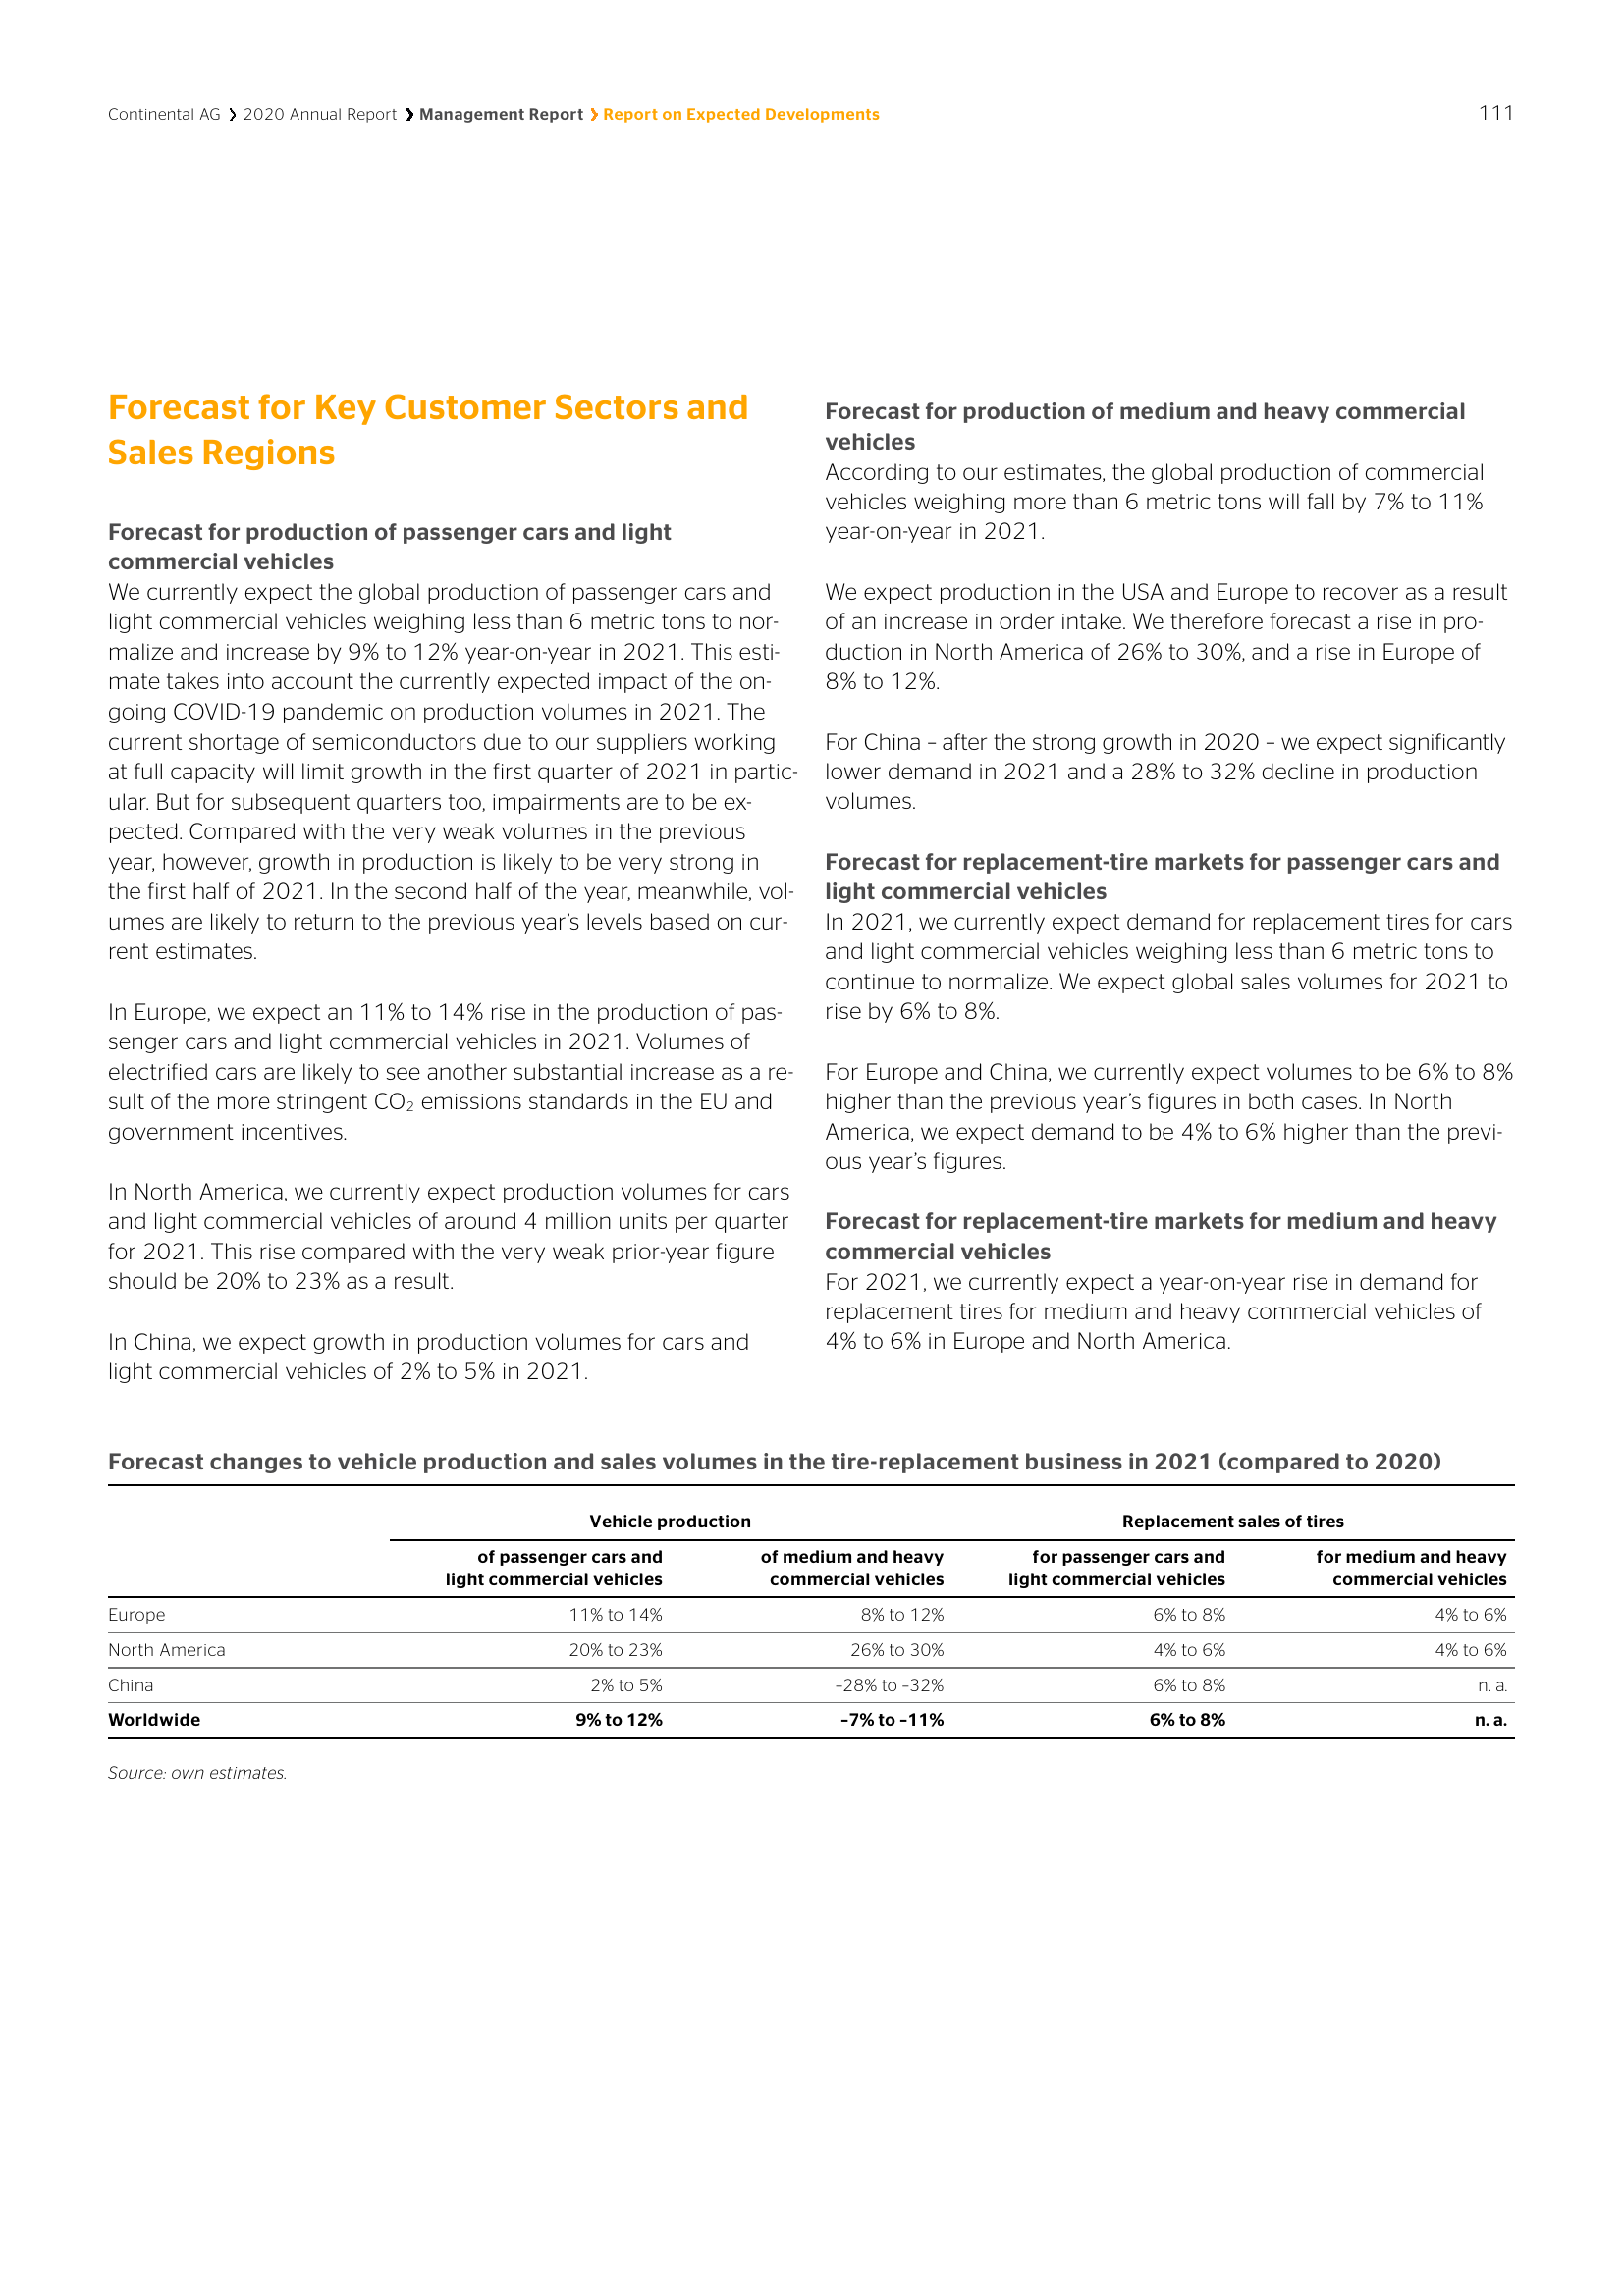 Continental AG ❯ 2020 Annual Report ❯ Management Report ❯ Report on Expected Developments
111
Forecast for Key Customer Sectors and
Sales Regions
Forecast for production of passenger cars and light
commercial vehicles
We currently expect the global production of passenger cars and
light commercial vehicles weighing less than 6 metric tons to nor-
malize and increase by 9% to 12% year-on-year in 2021. This esti-
mate takes into account the currently expected impact of the on-
going COVID-19 pandemic on production volumes in 2021. The
current shortage of semiconductors due to our suppliers working
at full capacity will limit growth in the first quarter of 2021 in partic-
ular. But for subsequent quarters too, impairments are to be ex-
pected. Compared with the very weak volumes in the previous
year, however, growth in production is likely to be very strong in
the first half of 2021. In the second half of the year, meanwhile, vol-
umes are likely to return to the previous year’s levels based on cur-
rent estimates.
In Europe, we expect an 11% to 14% rise in the production of pas-
senger cars and light commercial vehicles in 2021. Volumes of
electrified cars are likely to see another substantial increase as a re-
sult of the more stringent CO₂ emissions standards in the EU and
government incentives.
In North America, we currently expect production volumes for cars
and light commercial vehicles of around 4 million units per quarter
for 2021. This rise compared with the very weak prior-year figure
should be 20% to 23% as a result.
In China, we expect growth in production volumes for cars and
light commercial vehicles of 2% to 5% in 2021.
Forecast for production of medium and heavy commercial
vehicles
According to our estimates, the global production of commercial
vehicles weighing more than 6 metric tons will fall by 7% to 11%
year-on-year in 2021.
We expect production in the USA and Europe to recover as a result
of an increase in order intake. We therefore forecast a rise in pro-
duction in North America of 26% to 30%, and a rise in Europe of
8% to 12%.
For China – after the strong growth in 2020 – we expect significantly
lower demand in 2021 and a 28% to 32% decline in production
volumes.
Forecast for replacement-tire markets for passenger cars and
light commercial vehicles
In 2021, we currently expect demand for replacement tires for cars
and light commercial vehicles weighing less than 6 metric tons to
continue to normalize. We expect global sales volumes for 2021 to
rise by 6% to 8%.
For Europe and China, we currently expect volumes to be 6% to 8%
higher than the previous year’s figures in both cases. In North
America, we expect demand to be 4% to 6% higher than the previ-
ous year’s figures.
Forecast for replacement-tire markets for medium and heavy
commercial vehicles
For 2021, we currently expect a year-on-year rise in demand for
replacement tires for medium and heavy commercial vehicles of
4% to 6% in Europe and North America.
Forecast changes to vehicle production and sales volumes in the tire-replacement business in 2021 (compared to 2020)
Vehicle production Replacement sales of tires
of passenger cars and of medium and heavy for passenger cars and for medium and heavy
light commercial vehicles commercial vehicles light commercial vehicles commercial vehicles
Europe 11% to 14% 8% to 12% 6% to 8% 4% to 6%
North America 20% to 23% 26% to 30% 4% to 6% 4% to 6%
China 2% to 5% –28% to –32% 6% to 8% n. a.
Worldwide 9% to 12% –7% to –11% 6% to 8% n. a.
Source: own estimates.